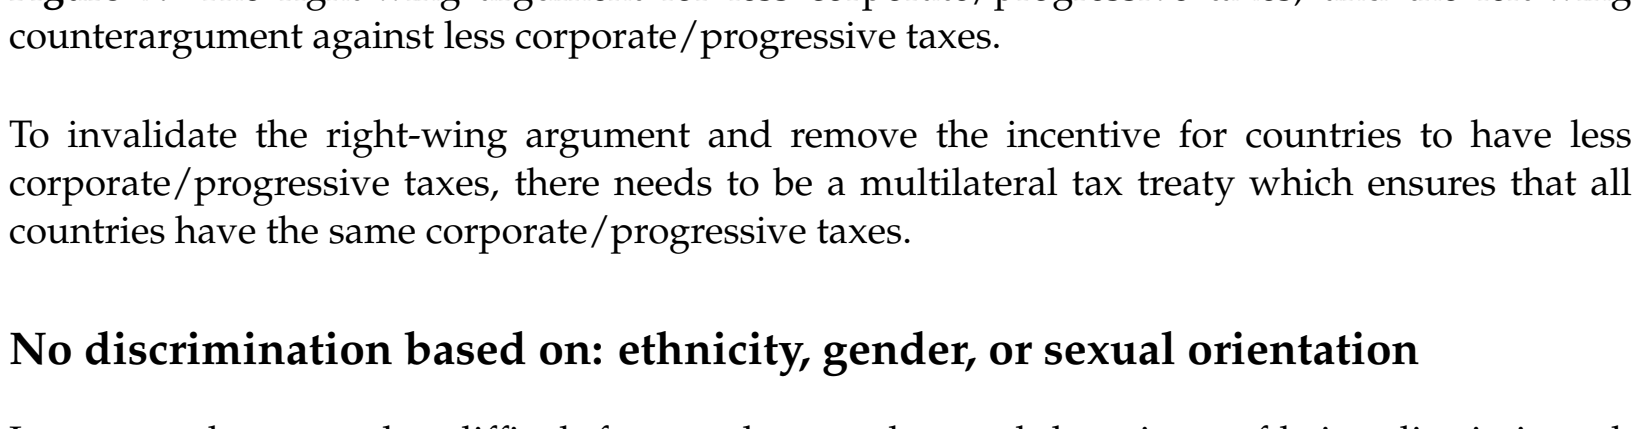 counterargument against less corporate/progressive taxes.
To invalidate the right-wing argument and remove the incentive for countries to have less
corporate/progressive taxes, there needs to be a multilateral tax treaty which ensures that all
countries have the same corporate/progressive taxes.
No discrimination based on: ethnicity, gender, or sexual orientation